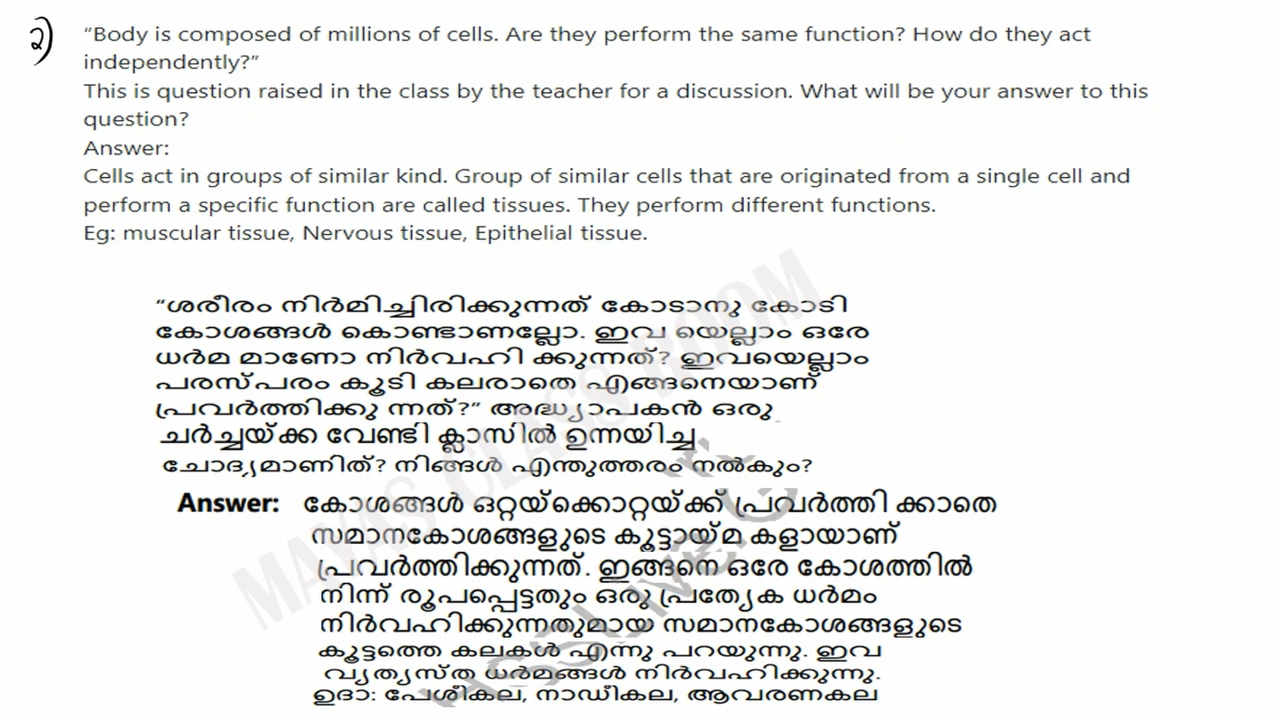 2)
“Body is composed of millions of cells. Are they perform the same function? How do they act
independently?”
This is question raised in the class by the teacher for a discussion. What will be your answer to this
question?
Answer:
Cells act in groups of similar kind. Group of similar cells that are originated from a single cell and
perform a specific function are called tissues. They perform different functions.
Eg: muscular tissue, Nervous tissue, Epithelial tissue.
“ശരീരം നിർമിച്ചിരിക്കുന്നത് കോടാനു കോടി
കോശങ്ങൾ കൊണ്ടാണല്ലോ. ഇവ യെല്ലാം ഒരേ
ധർമ മാണോ നിർവഹി ക്കുന്നത്? ഇവയെല്ലാം
പരസ്പരം കൂടി കലരാതെ എങ്ങനെയാണ്
പ്രവർത്തിക്കു ന്നത്?” അദ്ധ്യാപകൻ ഒരു
ചർച്ചയ്ക്ക വേണ്ടി ക്ലാസിൽ ഉന്നയിച്ച
ചോദ്യമാണിത്? നിങ്ങൾ എന്തുത്തരം നൽകും?
Answer: കോശങ്ങൾ ഒറ്റയ്ക്കൊറ്റയ്ക്ക് പ്രവർത്തി ക്കാതെ
സമാനകോശങ്ങളുടെ കൂട്ടായ്മ കളായാണ്
പ്രവർത്തിക്കുന്നത്. ഇങ്ങനെ ഒരേ കോശത്തിൽ
നിന്ന് രൂപപ്പെട്ടതും ഒരു പ്രത്യേക ധർമം
നിർവഹിക്കുന്നതുമായ സമാനകോശങ്ങളുടെ
കൂട്ടത്തെ കലകൾ എന്നു പറയുന്നു. ഇവ
വ്യത്യസ്ത ധർമങ്ങൾ നിർവഹിക്കുന്നു.
ഉദാ: പേശീകല, നാഡീകല, ആവരണകല
MAYAS CLASS ROOM